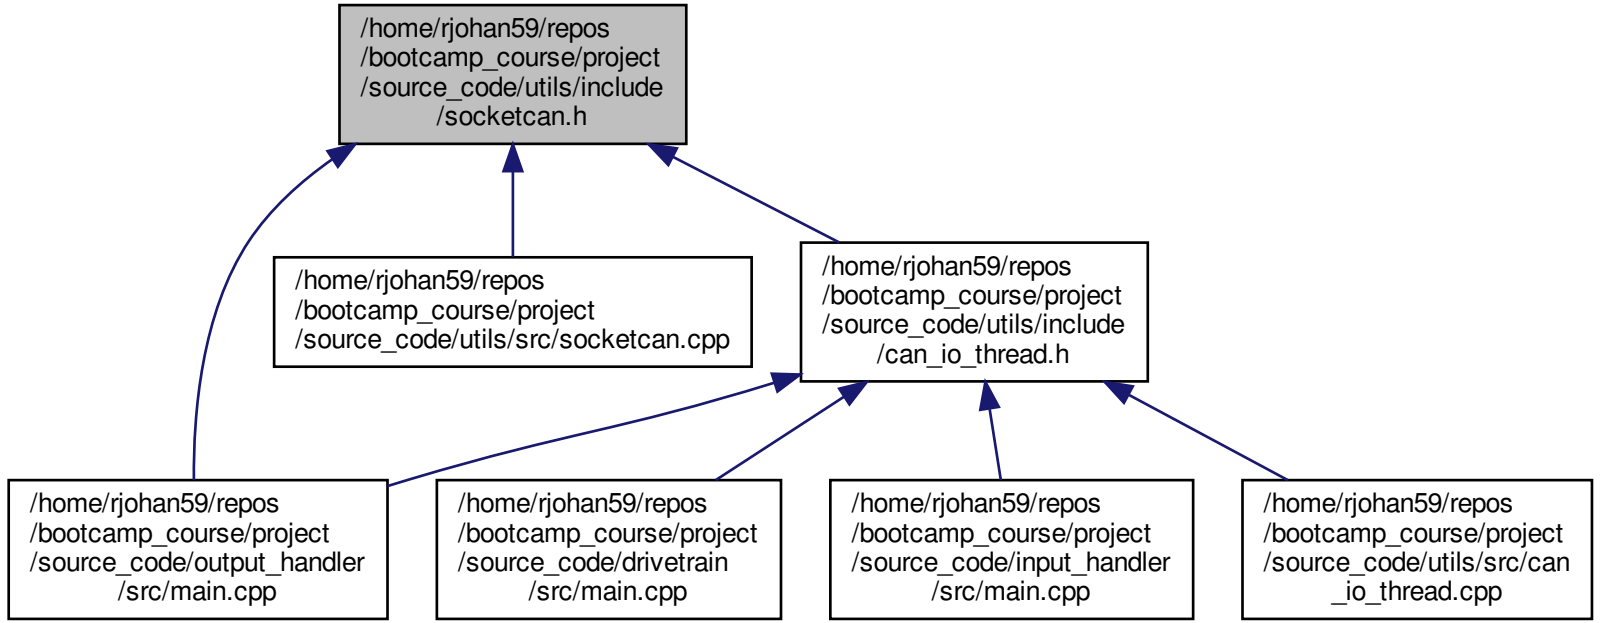 /home/rjohan59/repos
/bootcamp_course/project
/source_code/utils/include
/socketcan.h
/home/rjohan59/repos
/bootcamp_course/project
/source_code/utils/src/socketcan.cpp
/home/rjohan59/repos
/bootcamp_course/project
/source_code/utils/include
/can_io_thread.h
/home/rjohan59/repos
/bootcamp_course/project
/source_code/output_handler
/src/main.cpp
/home/rjohan59/repos
/bootcamp_course/project
/source_code/drivetrain
/src/main.cpp
/home/rjohan59/repos
/bootcamp_course/project
/source_code/input_handler
/src/main.cpp
/home/rjohan59/repos
/bootcamp_course/project
/source_code/utils/src/can
_io_thread.cpp